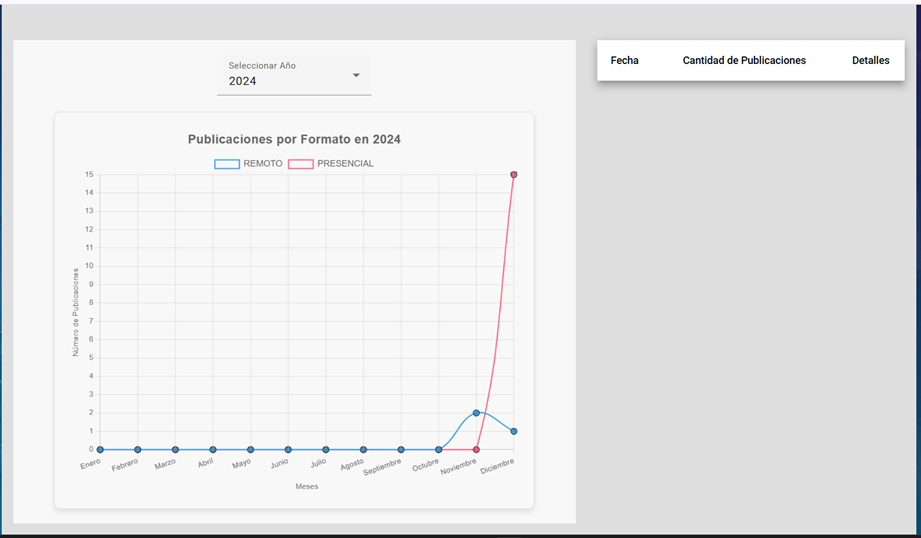 Seleccionar Año
2024
Publicaciones por Formato en 2024
REMOTO PRESENCIAL
15
14
13
12
11
10
9
8
7
6
5
4
3
2
1
0
Número de Publicaciones
Enero Febrero Marzo Abril Mayo Junio Julio Agosto Septiembre Octubre Noviembre Diciembre
Meses
Fecha Cantidad de Publicaciones Detalles